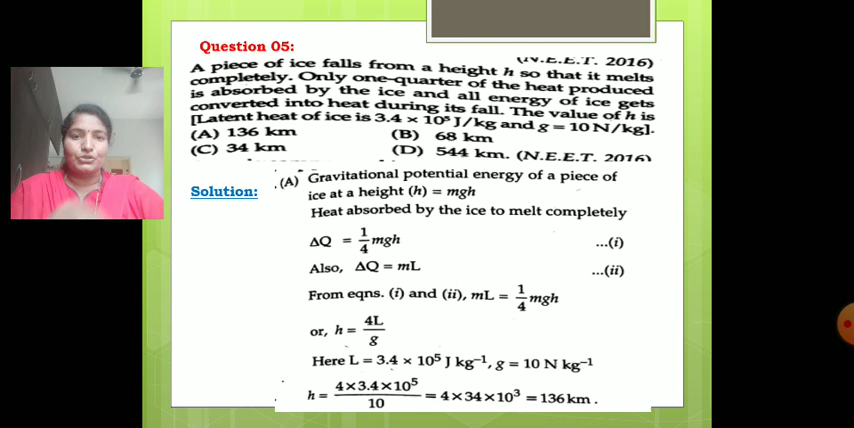 Question 05:
(N.E.E.T. 2016)
A piece of ice falls from a height h so that it melts
completely. Only one-quarter of the heat produced
is absorbed by the ice and all energy of ice gets
converted into heat during its fall. The value of h is
[Latent heat of ice is 3.4 × 10⁵ J/kg and g = 10 N/kg].
(A) 136 km (B) 68 km
(C) 34 km (D) 544 km. (N.E.E.T. 2016)
Solution: (A) Gravitational potential energy of a piece of
ice at a height (h) = mgh
Heat absorbed by the ice to melt completely
ΔQ = 1/4 mgh ...(i)
Also, ΔQ = mL ...(ii)
From eqns. (i) and (ii), mL = 1/4 mgh
or, h = 4L/g
Here L = 3.4 × 10⁵ J kg⁻¹, g = 10 N kg⁻¹
h = 4×3.4×10⁵/10 = 4×34×10³ = 136 km.